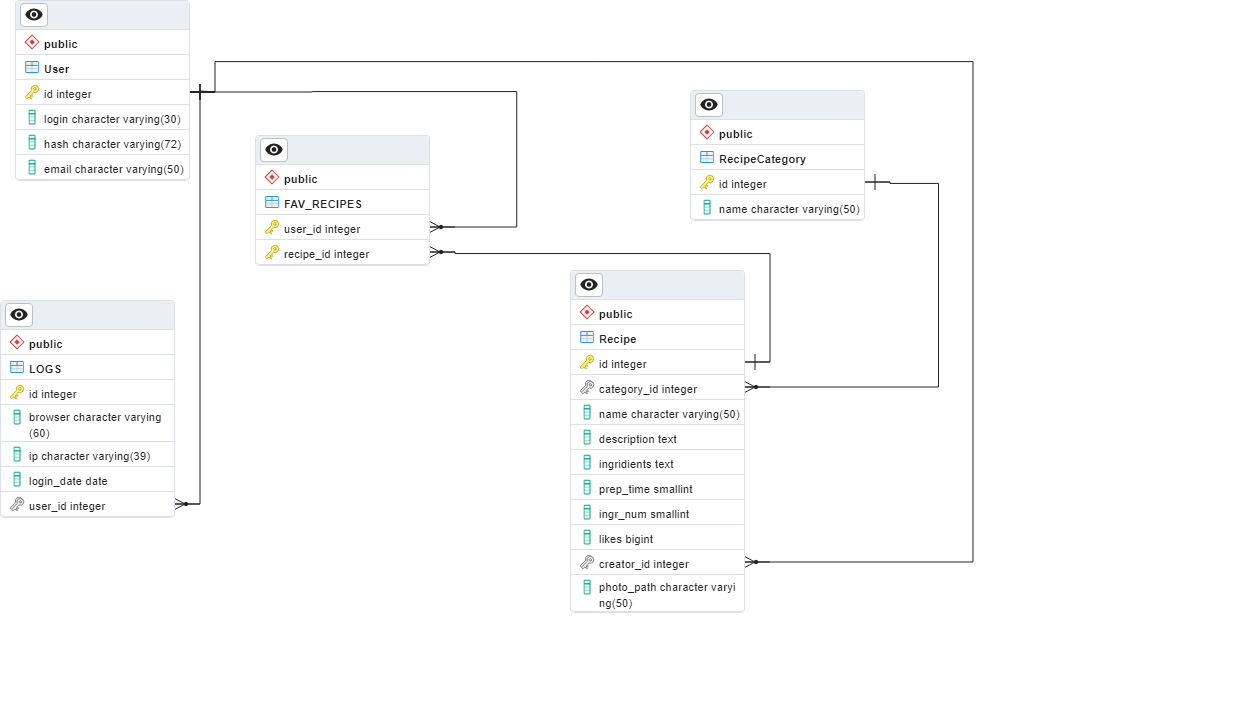 public
User
id integer
login character varying(30)
hash character varying(72)
email character varying(50)
public
FAV_RECIPES
user_id integer
recipe_id integer
public
RecipeCategory
id integer
name character varying(50)
public
LOGS
id integer
browser character varying
(60)
ip character varying(39)
login_date date
user_id integer
public
Recipe
id integer
category_id integer
name character varying(50)
description text
ingridients text
prep_time smallint
ingr_num smallint
likes bigint
creator_id integer
photo_path character varyi
ng(50)